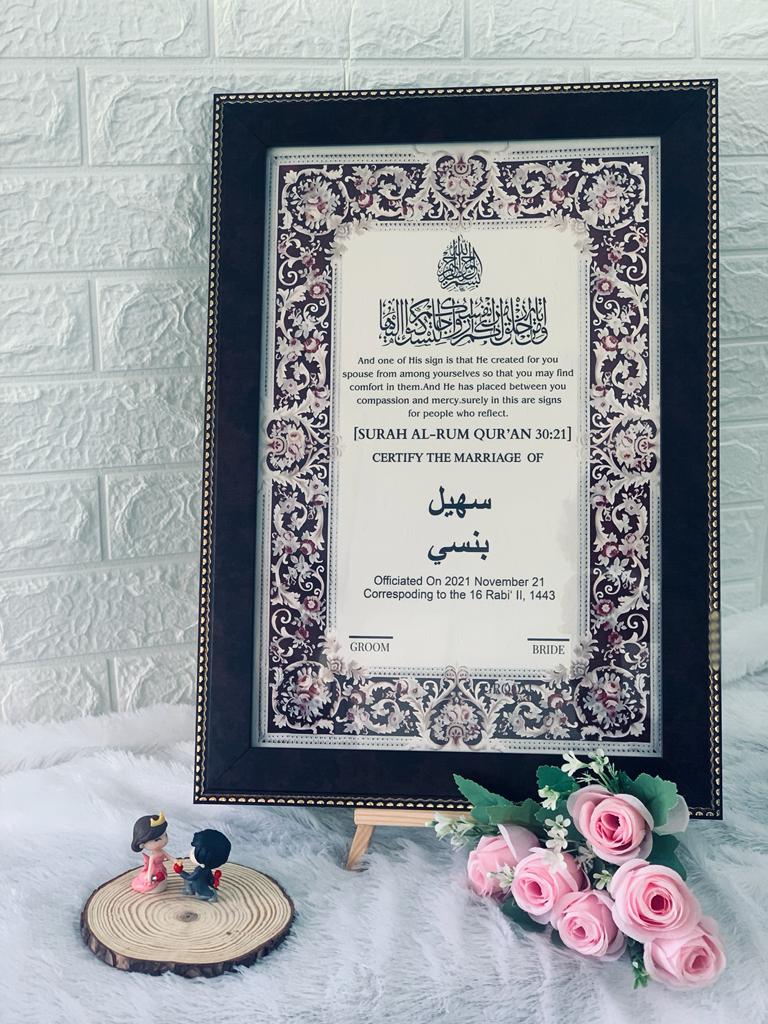 بسم الله الرحمن الرحيم
ومن آياته أن خلق لكم من أنفسكم أزواجا لتسكنوا إليها
And one of His sign is that He created for you
spouse from among yourselves so that you may find
comfort in them.And He has placed between you
compassion and mercy.surely in this are signs
for people who reflect.
[SURAH AL-RUM QUR'AN 30:21]
CERTIFY THE MARRIAGE OF
سهيل
بنسي
Officiated On 2021 November 21
Correspoding to the 16 Rabi' II, 1443
GROOM BRIDE